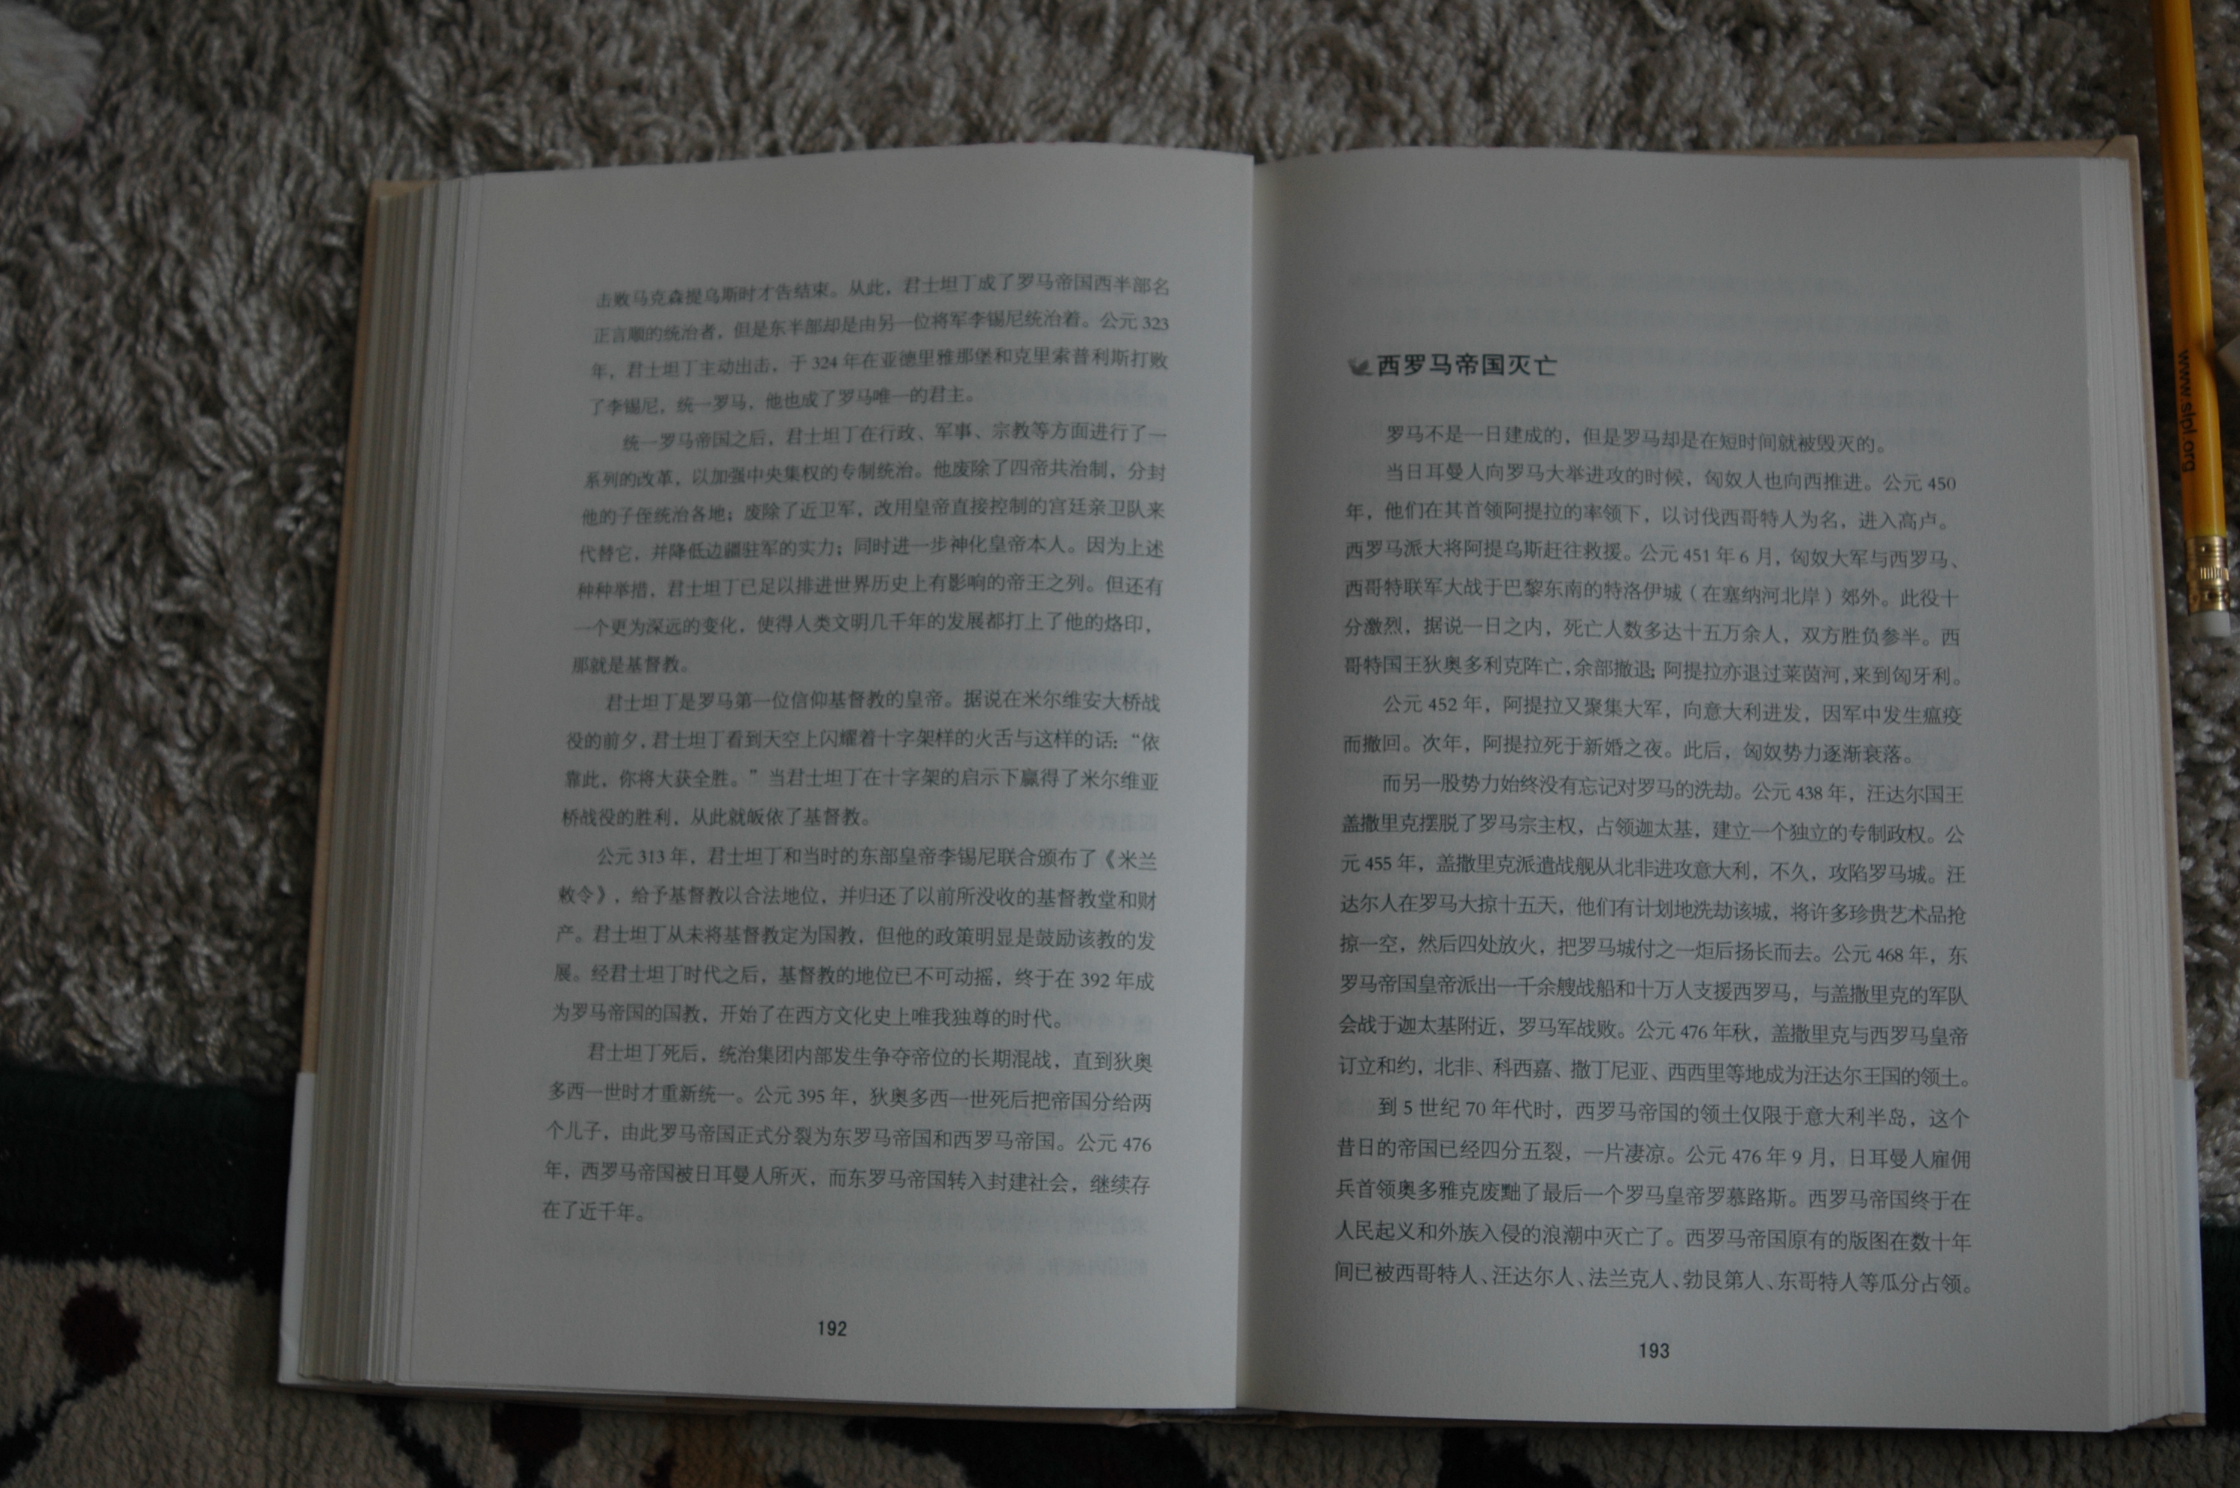 www.slpl.org
击败马克森提乌斯时才告结束。从此，君士坦丁成了罗马帝国西半部名
正言顺的统治者，但是东半部却是由另一位将军李锡尼统治着。公元 323
年，君士坦丁主动出击，于 324 年在亚德里雅那堡和克里索普利斯打败
了李锡尼，统一罗马，他也成了罗马唯一的君主。
统一罗马帝国之后，君士坦丁在行政、军事、宗教等方面进行了一
系列的改革，以加强中央集权的专制统治。他废除了四帝共治制，分封
他的子侄统治各地；废除了近卫军，改用皇帝直接控制的宫廷亲卫队来
代替它，并降低边疆驻军的实力；同时进一步神化皇帝本人。因为上述
种种举措，君士坦丁已足以排进世界历史上有影响的帝王之列。但还有
一个更为深远的变化，使得人类文明几千年的发展都打上了他的烙印，
那就是基督教。
君士坦丁是罗马第一位信仰基督教的皇帝。据说在米尔维安大桥战
役的前夕，君士坦丁看到天空上闪耀着十字架样的火舌与这样的话：“依
靠此，你将大获全胜。”当君士坦丁在十字架的启示下赢得了米尔维亚
桥战役的胜利，从此就皈依了基督教。
公元 313 年，君士坦丁和当时的东部皇帝李锡尼联合颁布了《米兰
敕令》，给予基督教以合法地位，并归还了以前所没收的基督教堂和财
产。君士坦丁从未将基督教定为国教，但他的政策明显是鼓励该教的发
展。经君士坦丁时代之后，基督教的地位已不可动摇，终于在 392 年成
为罗马帝国的国教，开始了在西方文化史上唯我独尊的时代。
君士坦丁死后，统治集团内部发生争夺帝位的长期混战，直到狄奥
多西一世时才重新统一。公元 395 年，狄奥多西一世死后把帝国分给两
个儿子，由此罗马帝国正式分裂为东罗马帝国和西罗马帝国。公元 476
年，西罗马帝国被日耳曼人所灭，而东罗马帝国转入封建社会，继续存
在了近千年。
192
西罗马帝国灭亡
罗马不是一日建成的，但是罗马却是在短时间就被毁灭的。
当日耳曼人向罗马大举进攻的时候，匈奴人也向西推进。公元 450
年，他们在其首领阿提拉的率领下，以讨伐西哥特人为名，进入高卢。
西罗马派大将阿提乌斯赶往救援。公元 451 年 6 月，匈奴大军与西罗马、
西哥特联军大战于巴黎东南的特洛伊城（在塞纳河北岸）郊外。此役十
分激烈，据说一日之内，死亡人数多达十五万余人，双方胜负参半。西
哥特国王狄奥多利克阵亡，余部撤退；阿提拉亦退过莱茵河，来到匈牙利。
公元 452 年，阿提拉又聚集大军，向意大利进发，因军中发生瘟疫
而撤回。次年，阿提拉死于新婚之夜。此后，匈奴势力逐渐衰落。
而另一股势力始终没有忘记对罗马的洗劫。公元 438 年，汪达尔国王
盖撒里克摆脱了罗马宗主权，占领迦太基，建立一个独立的专制政权。公
元 455 年，盖撒里克派遣战舰从北非进攻意大利，不久，攻陷罗马城。汪
达尔人在罗马大掠十五天，他们有计划地洗劫该城，将许多珍贵艺术品抢
掠一空，然后四处放火，把罗马城付之一炬后扬长而去。公元 468 年，东
罗马帝国皇帝派出一千余艘战船和十万人支援西罗马，与盖撒里克的军队
会战于迦太基附近，罗马军战败。公元 476 年秋，盖撒里克与西罗马皇帝
订立和约，北非、科西嘉、撒丁尼亚、西西里等地成为汪达尔王国的领土。
到 5 世纪 70 年代时，西罗马帝国的领土仅限于意大利半岛，这个
昔日的帝国已经四分五裂，一片凄凉。公元 476 年 9 月，日耳曼人雇佣
兵首领奥多雅克废黜了最后一个罗马皇帝罗慕路斯。西罗马帝国终于在
人民起义和外族入侵的浪潮中灭亡了。西罗马帝国原有的版图在数十年
间已被西哥特人、汪达尔人、法兰克人、勃艮第人、东哥特人等瓜分占领。
193